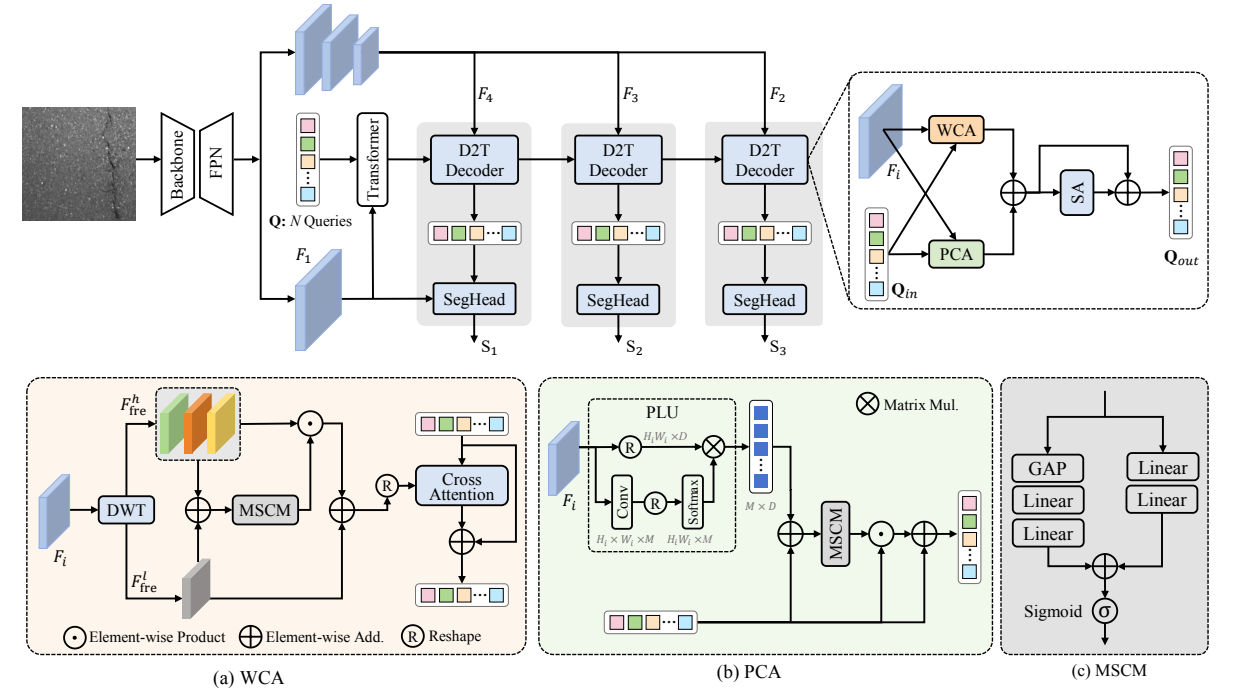 Backbone
FPN
Q: N Queries
Transformer
F₁
F₄
F₃
F₂
D2T
Decoder
D2T
Decoder
D2T
Decoder
SegHead
SegHead
SegHead
S₁
S₂
S₃
Fᵢ
WCA
PCA
SA
Q_in
Q_out
Fᵢ
DWT
F^h_fre
F^l_fre
MSCM
R
Cross
Attention
Element-wise Product
Element-wise Add.
R Reshape
(a) WCA
PLU
Matrix Mul.
Fᵢ
R
HᵢWᵢ×D
Conv
R
Softmax
Hᵢ × Wᵢ ×M
HᵢWᵢ×M
M × D
MSCM
(b) PCA
GAP
Linear
Linear
Linear
Linear
Sigmoid σ
(c) MSCM